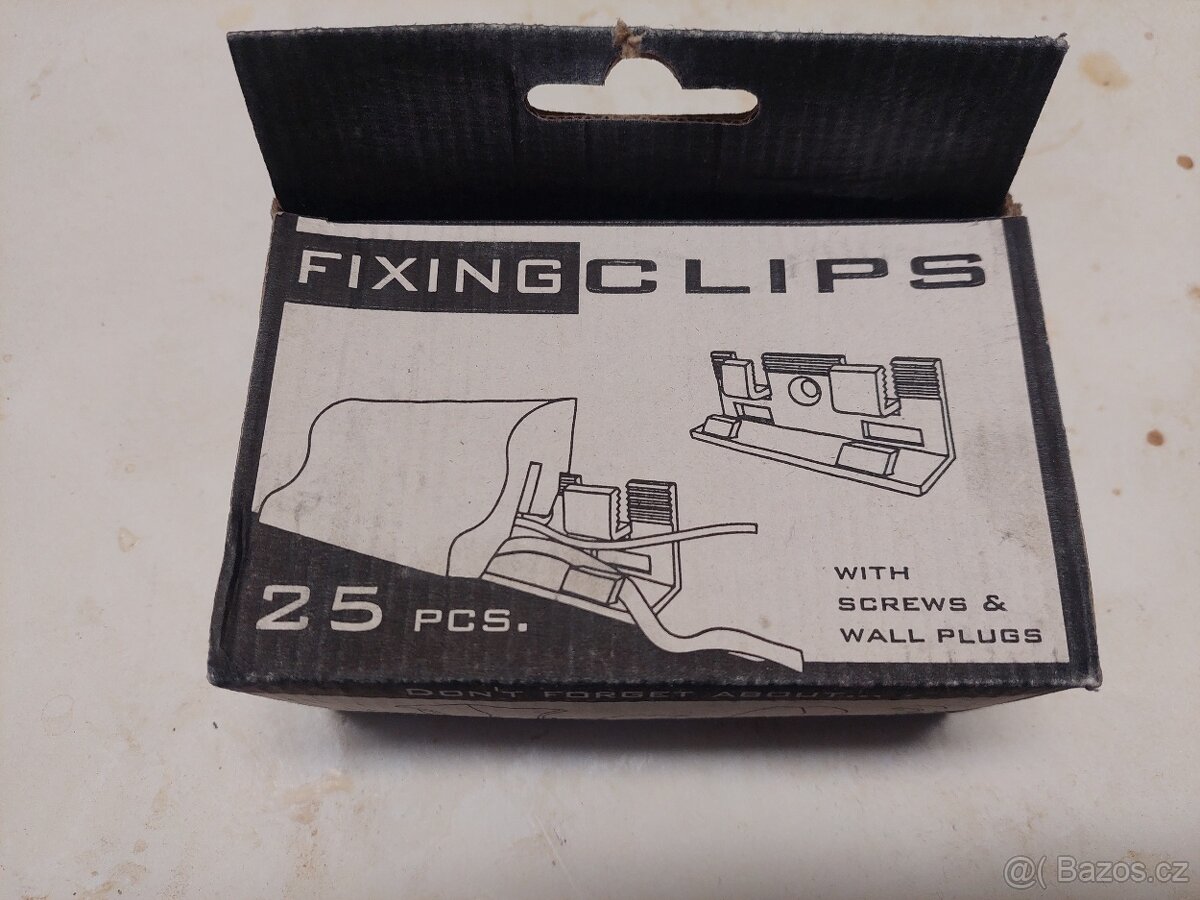 FIXING CLIPS
25 PCS.
WITH
SCREWS &
WALL PLUGS
DON'T FORGET ABOUT...
@( Bazos.cz